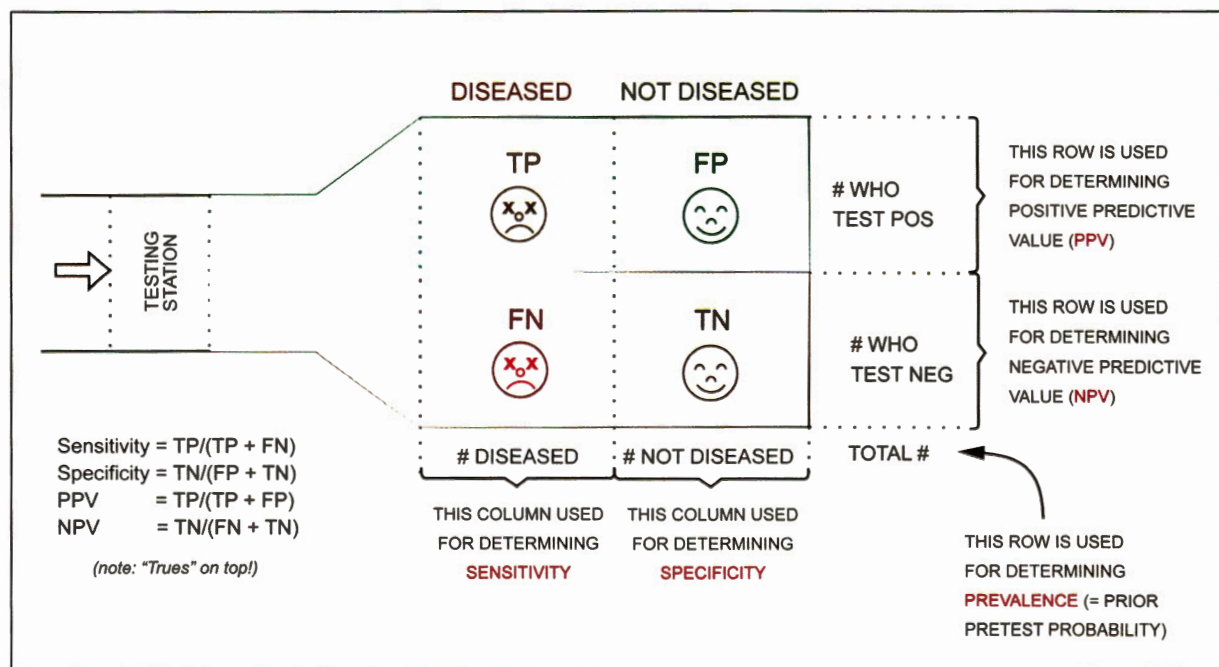 DISEASED NOT DISEASED
TP FP
# WHO
TEST POS
THIS ROW IS USED
FOR DETERMINING
POSITIVE PREDICTIVE
VALUE (PPV)
TESTING
STATION
FN TN
# WHO
TEST NEG
THIS ROW IS USED
FOR DETERMINING
NEGATIVE PREDICTIVE
VALUE (NPV)
Sensitivity = TP/(TP + FN)
Specificity = TN/(FP + TN)
PPV = TP/(TP + FP)
NPV = TN/(FN + TN)
(note: “Trues” on top!)
# DISEASED # NOT DISEASED TOTAL #
THIS COLUMN USED
FOR DETERMINING
SENSITIVITY
THIS COLUMN USED
FOR DETERMINING
SPECIFICITY
THIS ROW IS USED
FOR DETERMINING
PREVALENCE (= PRIOR
PRETEST PROBABILITY)